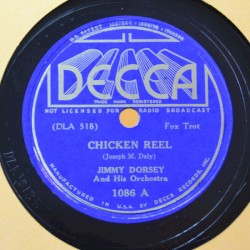 DECCA
TRADE MARK REGISTERED
NOT LICENSED FOR RADIO BROADCAST
(DLA 518) Fox Trot
CHICKEN REEL
(Joseph M. Daly)
JIMMY DORSEY
And His Orchestra
1086 A
MANUFACTURED IN U.S.A. BY DECCA RECORDS, INC.